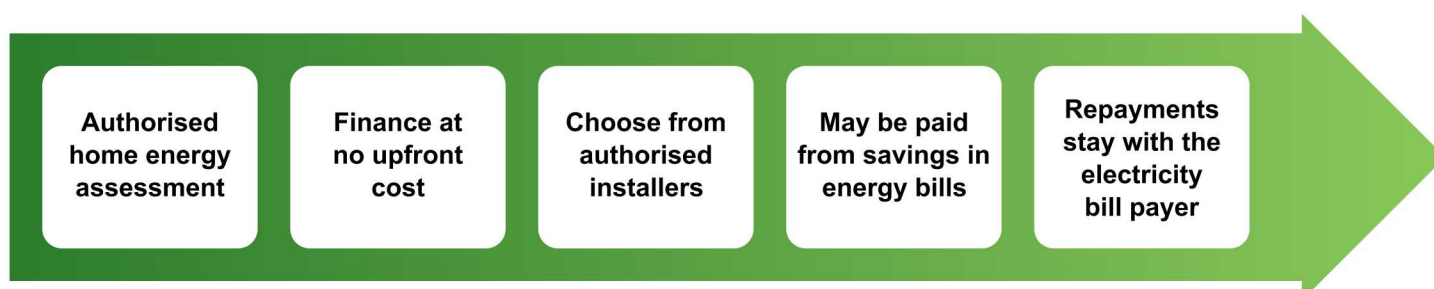 Authorised
home energy
assessment
Finance at
no upfront
cost
Choose from
authorised
installers
May be paid
from savings in
energy bills
Repayments
stay with the
electricity
bill payer